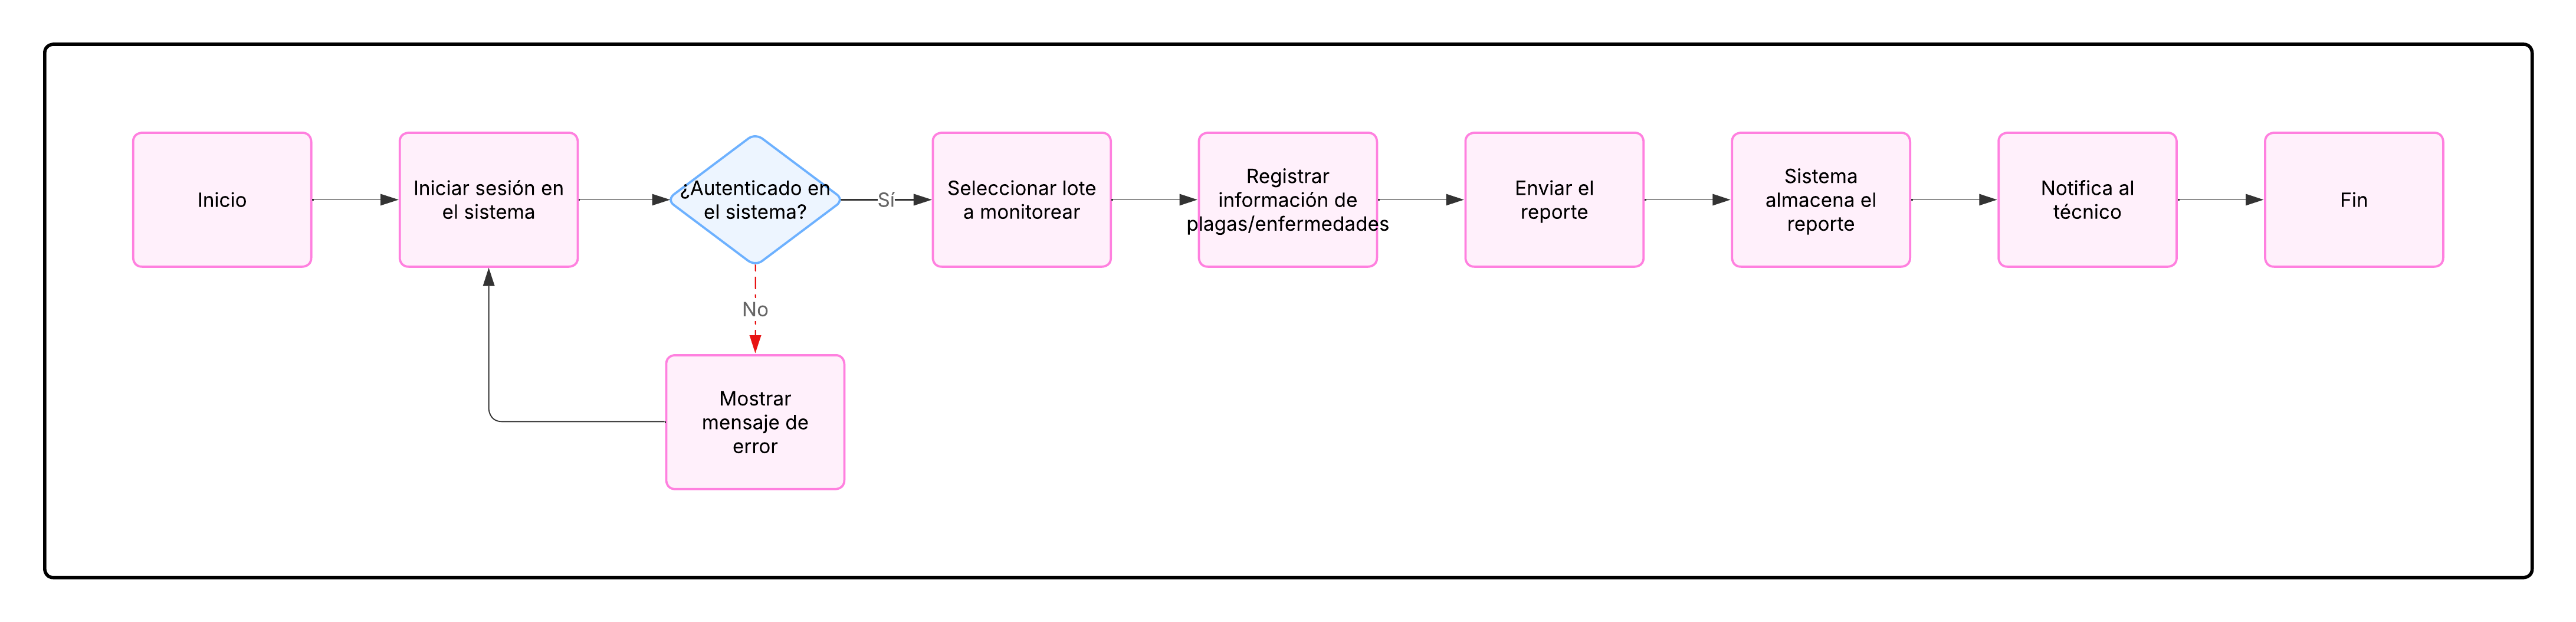 Inicio
Iniciar sesión en
el sistema
¿Autenticado en
el sistema?
Sí
Seleccionar lote
a monitorear
Registrar
información de
plagas/enfermedades
Enviar el
reporte
Sistema
almacena el
reporte
Notifica al
técnico
Fin
No
Mostrar
mensaje de
error